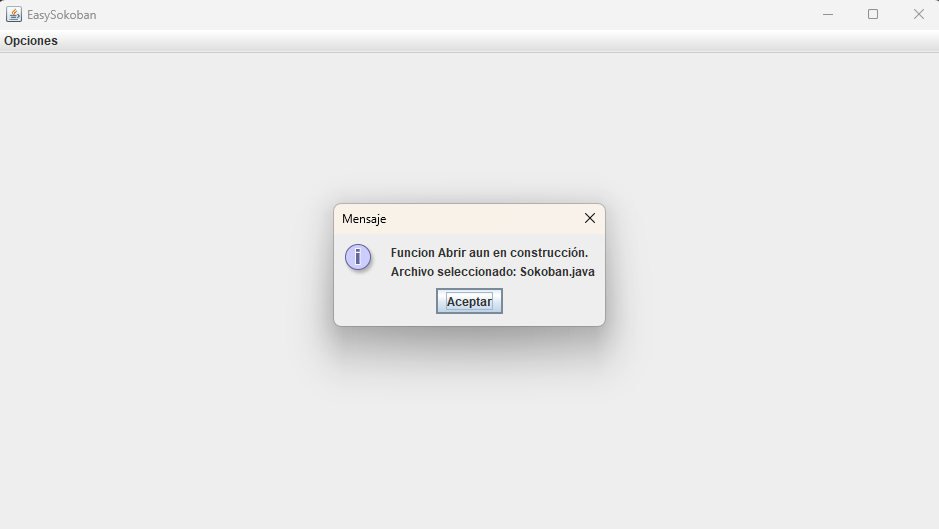 EasySokoban
Opciones
Mensaje
Funcion Abrir aun en construcción.
Archivo seleccionado: Sokoban.java
Aceptar